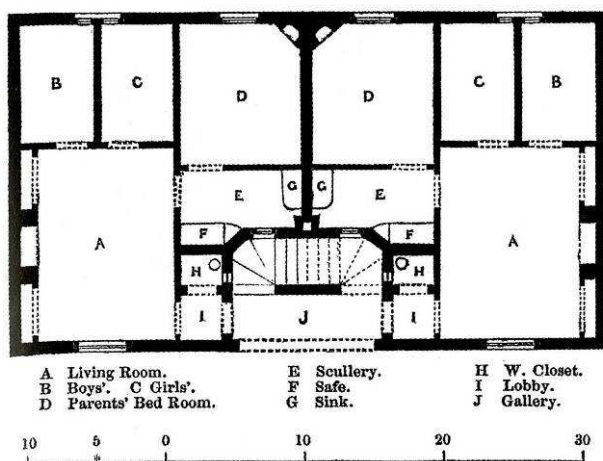 B C D D C B
G G
E E
A F F A
H H
I J I
A Living Room. E Scullery. H W. Closet.
B Boys'. C Girls'. F Safe. I Lobby.
D Parents' Bed Room. G Sink. J Gallery.
10 5 0 10 20 30